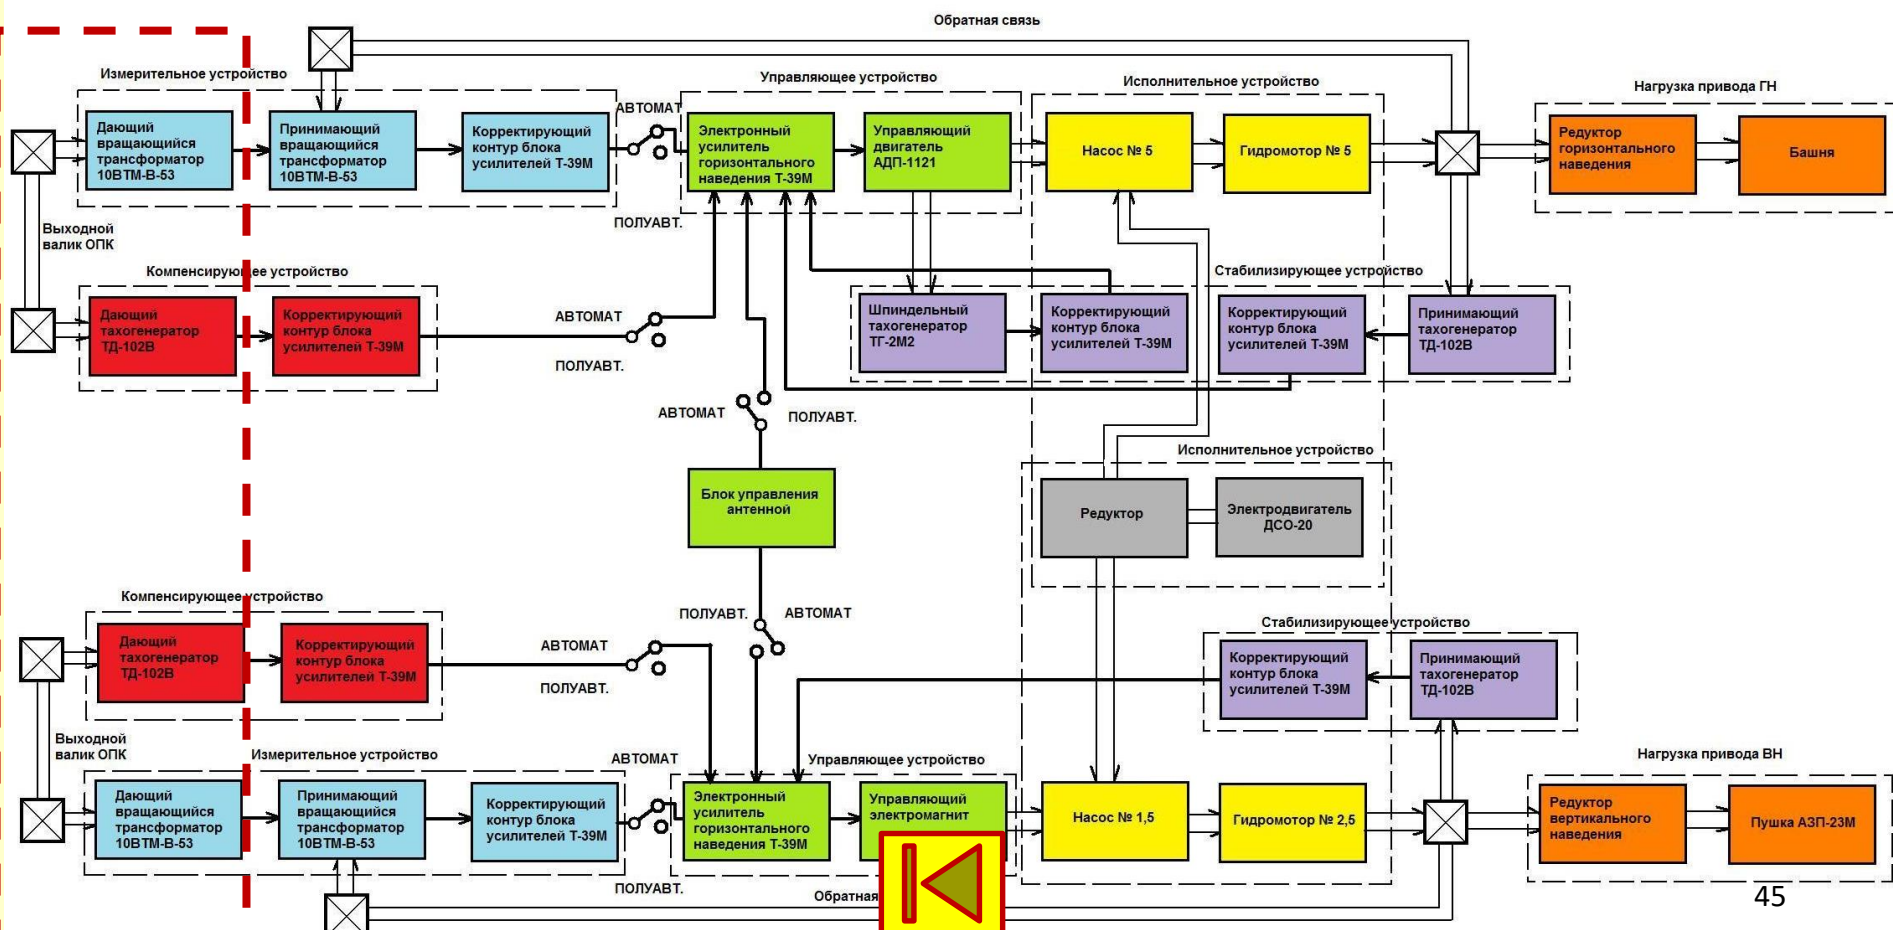 Обратная связь
Измерительное устройство
Управляющее устройство
Исполнительное устройство
Нагрузка привода ГН
Дающий
вращающийся
трансформатор
10ВТМ-В-53
Принимающий
вращающийся
трансформатор
10ВТМ-В-53
Корректирующий
контур блока
усилителей Т-39М
АВТОМАТ
ПОЛУАВТ.
Электронный
усилитель
горизонтального
наведения Т-39М
Управляющий
двигатель
АДП-1121
Насос № 5
Гидромотор № 5
Редуктор
горизонтального
наведения
Башня
Выходной
валик ОПК
Компенсирующее устройство
Дающий
тахогенератор
ТД-102В
Корректирующий
контур блока
усилителей Т-39М
АВТОМАТ
ПОЛУАВТ.
Стабилизирующее устройство
Шпиндельный
тахогенератор
ТГ-2М2
Корректирующий
контур блока
усилителей Т-39М
Корректирующий
контур блока
усилителей Т-39М
Принимающий
тахогенератор
ТД-102В
АВТОМАТ
ПОЛУАВТ.
Блок управления
антенной
Исполнительное устройство
Редуктор
Электродвигатель
ДСО-20
ПОЛУАВТ.
АВТОМАТ
Компенсирующее устройство
Дающий
тахогенератор
ТД-102В
Корректирующий
контур блока
усилителей Т-39М
АВТОМАТ
ПОЛУАВТ.
Стабилизирующее устройство
Корректирующий
контур блока
усилителей Т-39М
Принимающий
тахогенератор
ТД-102В
Выходной
валик ОПК
Измерительное устройство
АВТОМАТ
Управляющее устройство
Нагрузка привода ВН
Дающий
вращающийся
трансформатор
10ВТМ-В-53
Принимающий
вращающийся
трансформатор
10ВТМ-В-53
Корректирующий
контур блока
усилителей Т-39М
ПОЛУАВТ.
Электронный
усилитель
горизонтального
наведения Т-39М
Управляющий
электромагнит
Насос № 1,5
Гидромотор № 2,5
Редуктор
вертикального
наведения
Пушка АЗП-23М
Обратная
45